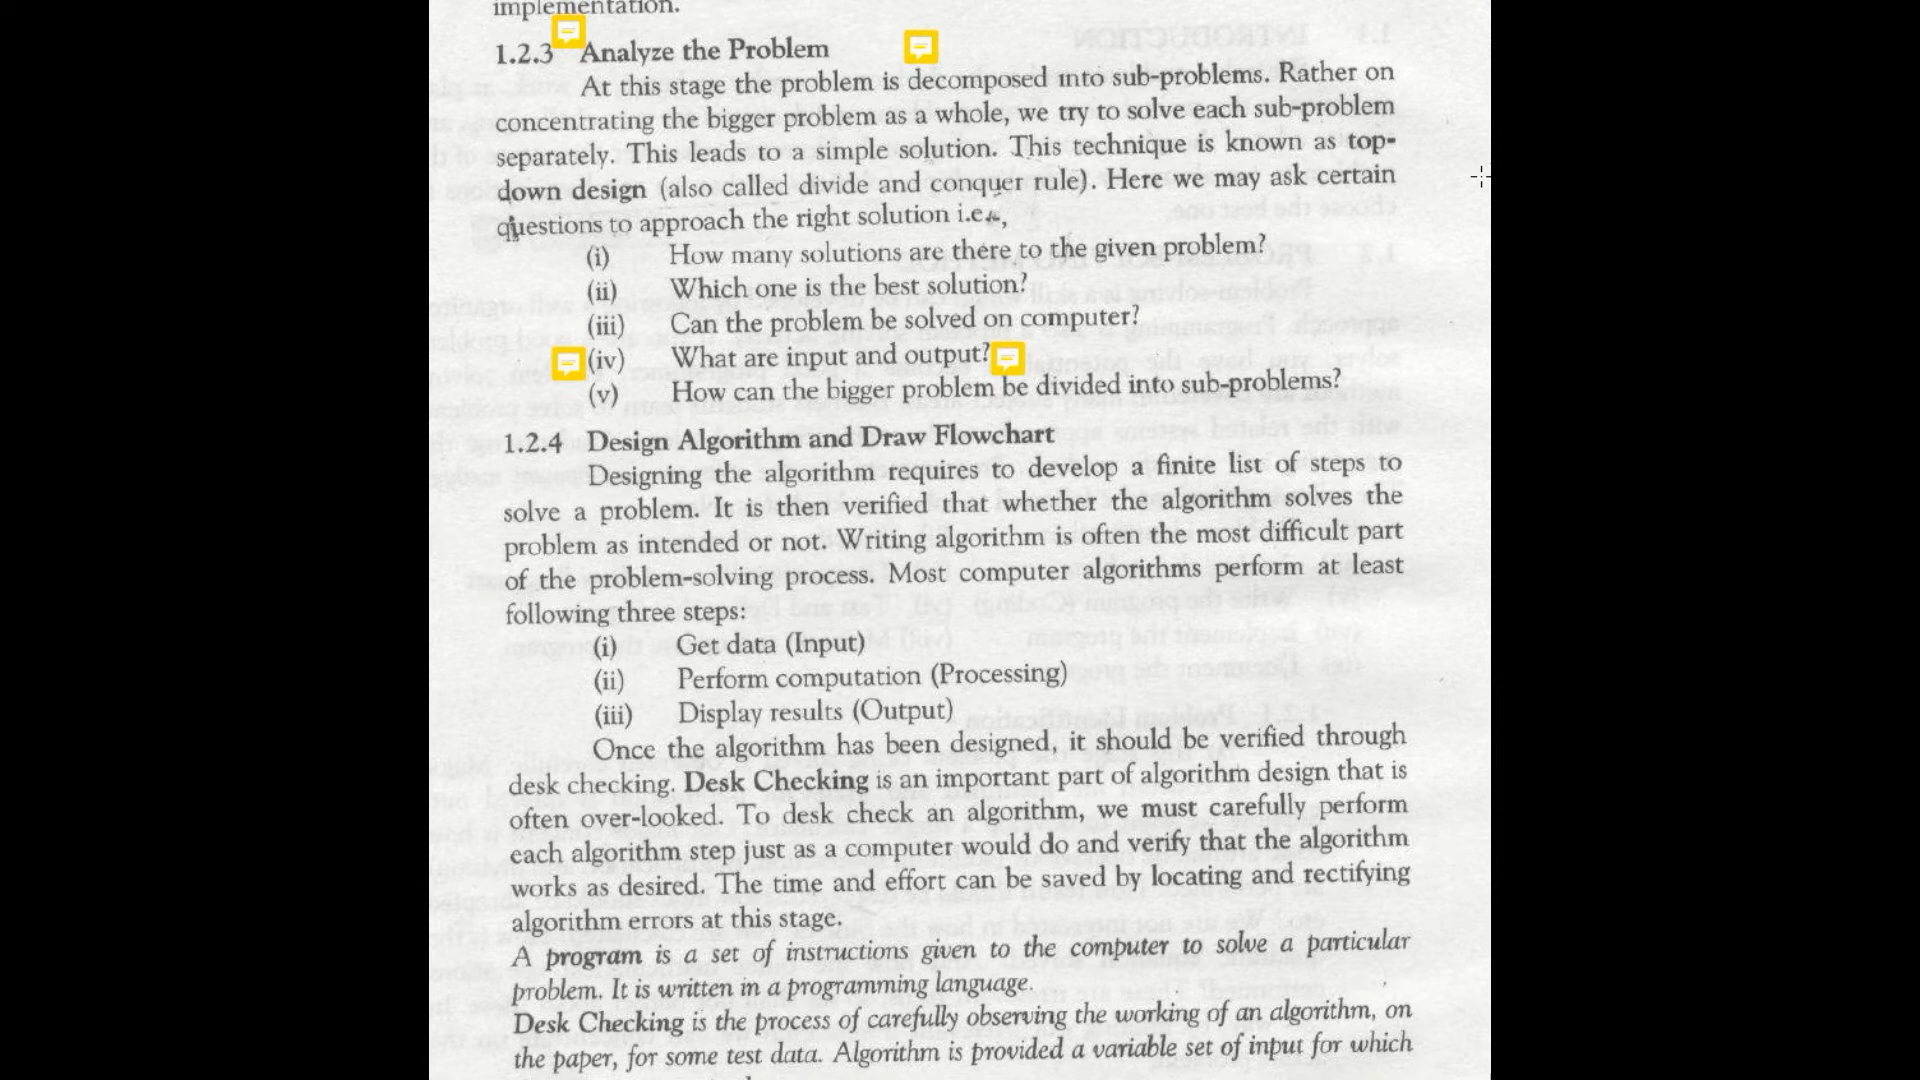 implementation.
1.2.3 Analyze the Problem
At this stage the problem is decomposed into sub-problems. Rather on
concentrating the bigger problem as a whole, we try to solve each sub-problem
separately. This leads to a simple solution. This technique is known as top-
down design (also called divide and conquer rule). Here we may ask certain
questions to approach the right solution i.e.,
(i) How many solutions are there to the given problem?
(ii) Which one is the best solution?
(iii) Can the problem be solved on computer?
(iv) What are input and output?
(v) How can the bigger problem be divided into sub-problems?
1.2.4 Design Algorithm and Draw Flowchart
Designing the algorithm requires to develop a finite list of steps to
solve a problem. It is then verified that whether the algorithm solves the
problem as intended or not. Writing algorithm is often the most difficult part
of the problem-solving process. Most computer algorithms perform at least
following three steps:
(i) Get data (Input)
(ii) Perform computation (Processing)
(iii) Display results (Output)
Once the algorithm has been designed, it should be verified through
desk checking. Desk Checking is an important part of algorithm design that is
often over-looked. To desk check an algorithm, we must carefully perform
each algorithm step just as a computer would do and verify that the algorithm
works as desired. The time and effort can be saved by locating and rectifying
algorithm errors at this stage.
A program is a set of instructions given to the computer to solve a particular
problem. It is written in a programming language.
Desk Checking is the process of carefully observing the working of an algorithm, on
the paper, for some test data. Algorithm is provided a variable set of input for which